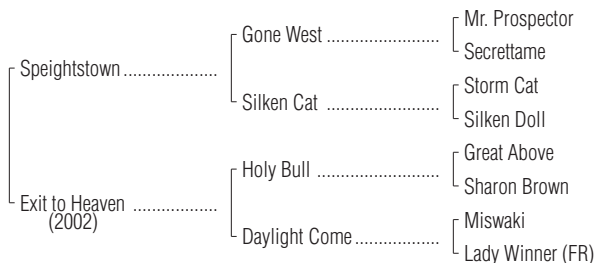 Mr. Prospector
Gone West
Secrettame
Speightstown
Storm Cat
Silken Cat
Silken Doll
Great Above
Holy Bull
Sharon Brown
Exit to Heaven
(2002)
Miswaki
Daylight Come
Lady Winner (FR)